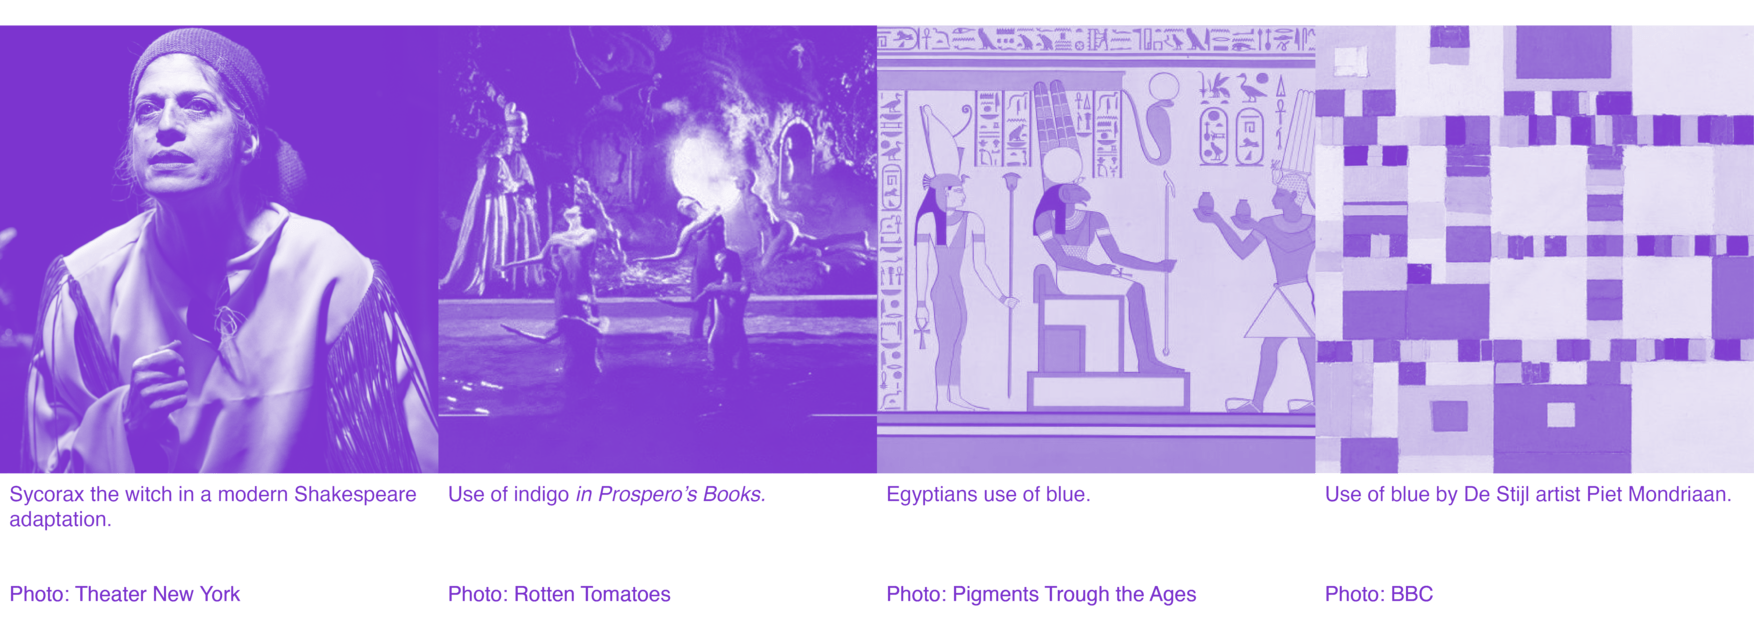 Sycorax the witch in a modern Shakespeare
adaptation.
Photo: Theater New York
Use of indigo in Prospero’s Books.
Photo: Rotten Tomatoes
Egyptians use of blue.
Photo: Pigments Trough the Ages
Use of blue by De Stijl artist Piet Mondriaan.
Photo: BBC